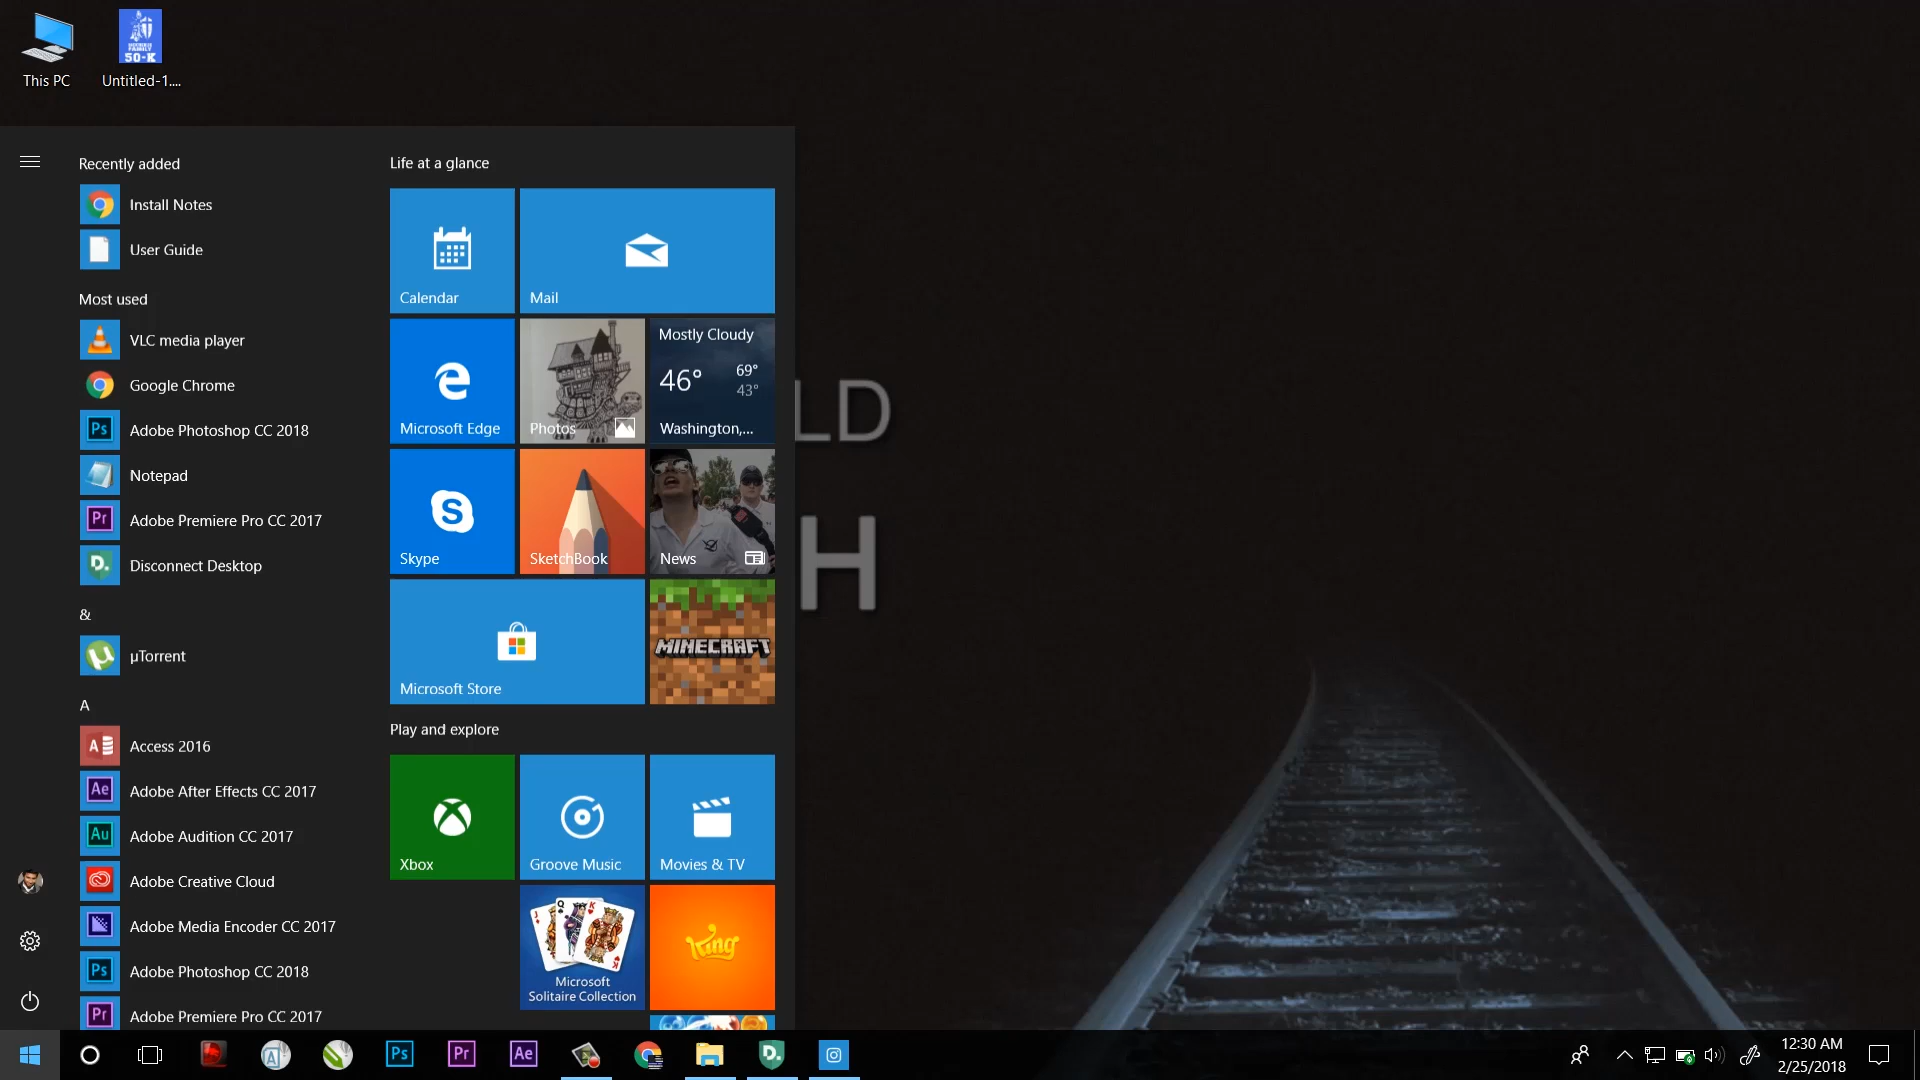 This PC
Untitled-1....
Recently added
Install Notes
User Guide
Most used
VLC media player
Google Chrome
Adobe Photoshop CC 2018
Notepad
Adobe Premiere Pro CC 2017
Disconnect Desktop
&
µTorrent
A
Access 2016
Adobe After Effects CC 2017
Adobe Audition CC 2017
Adobe Creative Cloud
Adobe Media Encoder CC 2017
Adobe Photoshop CC 2018
Adobe Premiere Pro CC 2017
Life at a glance
Calendar
Mail
Microsoft Edge
Photos
Mostly Cloudy
46°
69°
43°
Washington,...
Skype
SketchBook
News
Microsoft Store
MINECRAFT
Play and explore
Xbox
Groove Music
Movies & TV
Microsoft
Solitaire Collection
King
LD
H
12:30 AM
2/25/2018